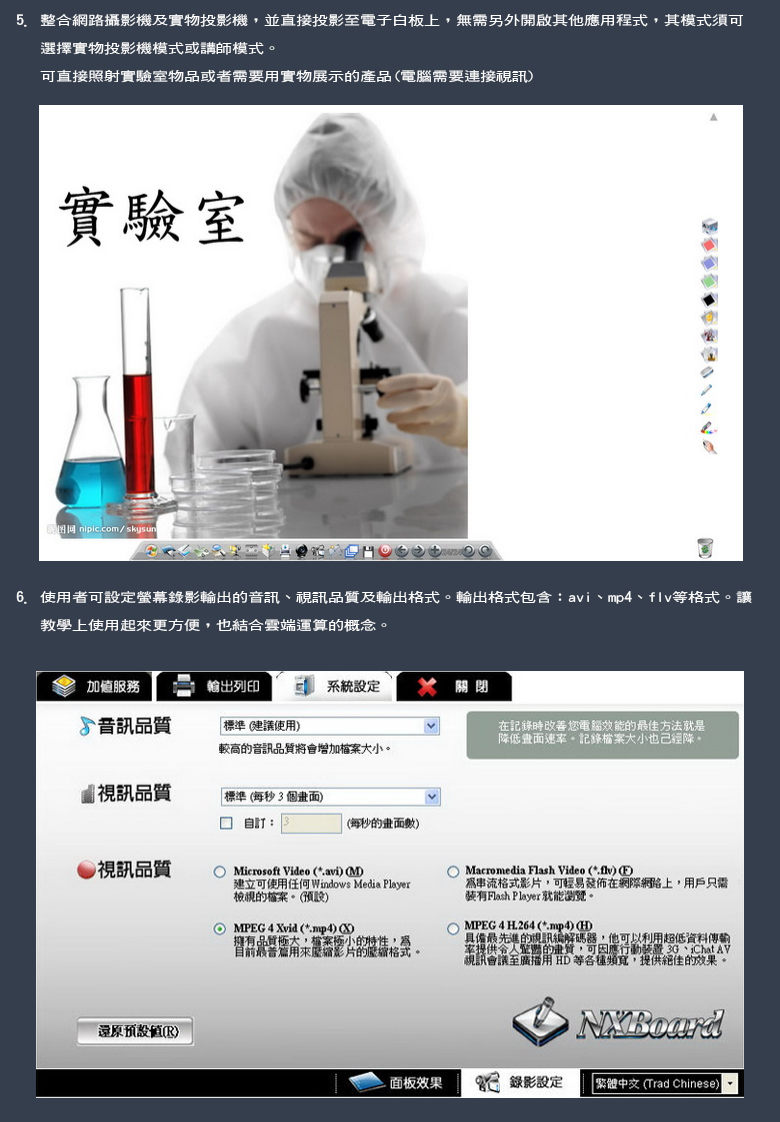 5. 整合網路攝影機及實物投影機，並直接投影至電子白板上，無需另外開啟其他應用程式，其模式須可
選擇實物投影機模式或講師模式。
可直接照射實驗室物品或者需要用實物展示的產品(電腦需要連接視訊)
實驗室
nipic.com/skysun
6. 使用者可設定螢幕錄影輸出的音訊、視訊品質及輸出格式。輸出格式包含：avi、mp4、flv等格式。讓
教學上使用起來更方便，也結合雲端運算的概念。
加值服務 輸出列印 系統設定 關 閉
音訊品質
標準 (建議使用)
較高的音訊品質將會增加檔案大小。
在記錄時改善您電腦效能的最佳方法就是
降低畫面速率。記錄檔案大小也已經降。
視訊品質
標準 (每秒 3 個畫面)
自訂： 3 (每秒的畫面數)
視訊品質
Microsoft Video (*.avi) (M)
建立可使用任何Windows Media Player
檢視的檔案。(預設)
Macromedia Flash Video (*.flv) (F)
為串流格式影片，可輕易發佈在網際網路上，用戶只需
裝有Flash Player就能瀏覽。
MPEG 4 Xvid (*.mp4) (X)
擁有品質極大，檔案極小的特性，為
目前最普遍用來壓縮影片的壓縮格式。
MPEG 4 H.264 (*.mp4) (H)
具備最先進的視訊編解碼器，他可以利用超低資料傳輸
率提供令人驚豔的畫質，可因應行動裝置 3G、iChat AV
視訊會議至廣播用 HD 等各種頻寬，提供絕佳的效果。
還原預設值(R)
NXBoard
面板效果 錄影設定 繁體中文 (Trad Chinese)